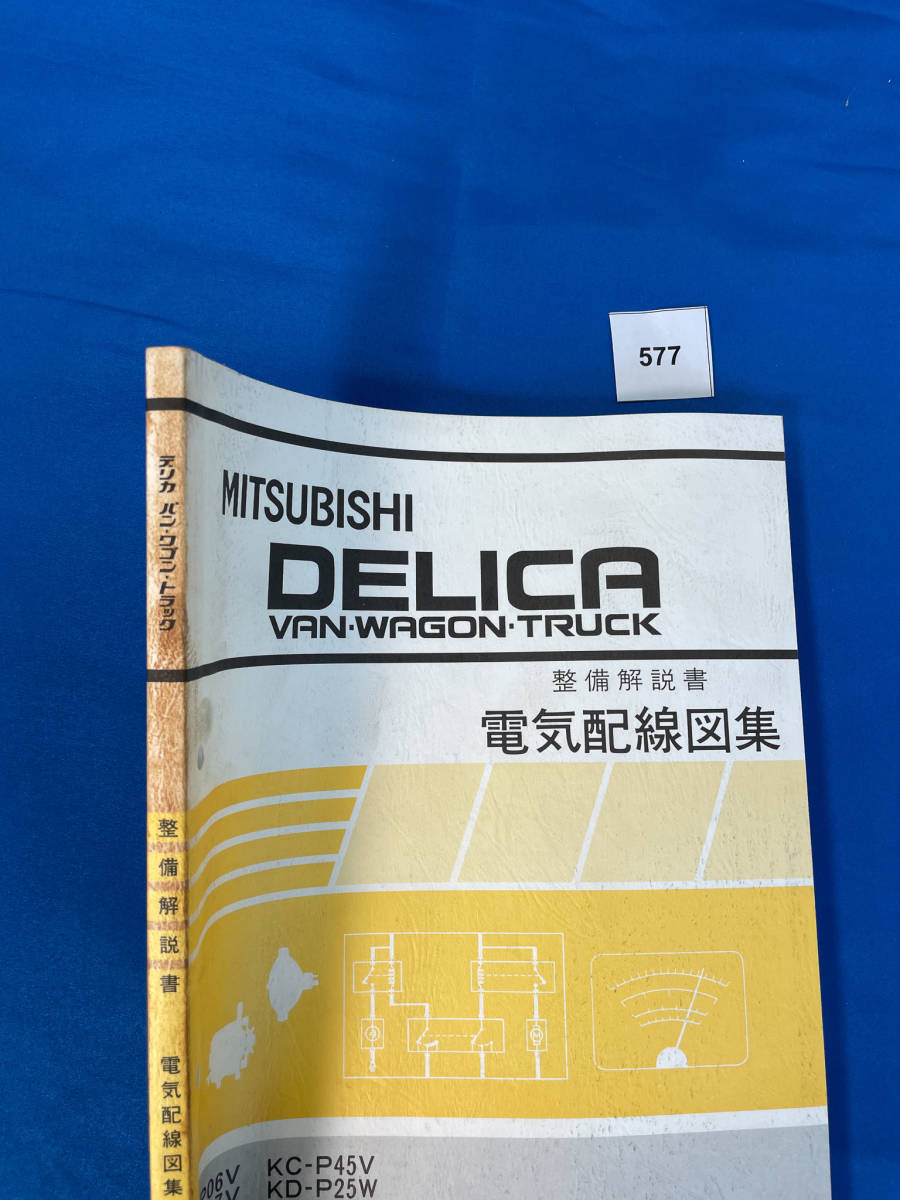 577
MITSUBISHI
DELICA
VAN·WAGON·TRUCK
整備解説書
電気配線図集
KC-P45V
KD-P25W
デリカ バン・ワゴン・トラック
整備解説書
電気配線図集